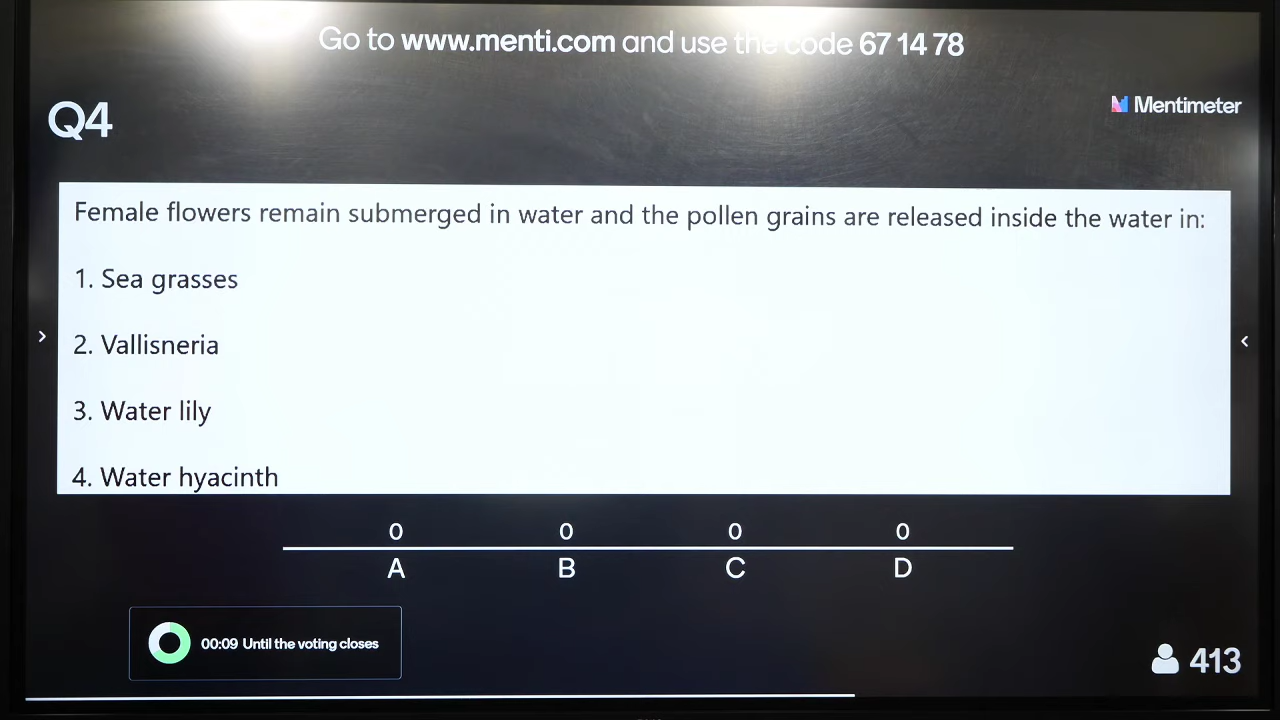 Go to www.menti.com and use the code 67 14 78
Q4
Mentimeter
Female flowers remain submerged in water and the pollen grains are released inside the water in:
1. Sea grasses
2. Vallisneria
3. Water lily
4. Water hyacinth
0 0 0 0
A B C D
00:09 Until the voting closes
413